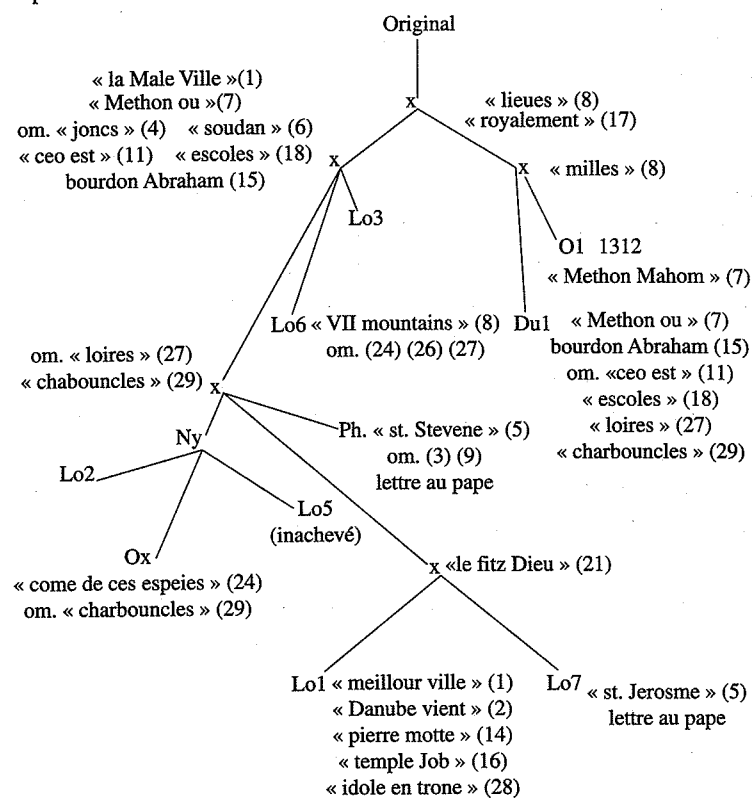 Original
« la Male Ville »(1)
« Methon ou »(7)
om. « joncs » (4) « soudan » (6)
« ceo est » (11) « escoles » (18)
bourdon Abraham (15)
x
« lieues » (8)
« royalement » (17)
x
x « milles » (8)
Lo3
O1 1312
« Methon Mahom » (7)
Lo6 « VII mountains » (8)
om. (24) (26) (27)
Du1 « Methon ou » (7)
bourdon Abraham (15)
om. «ceo est » (11)
« escoles » (18)
« loires » (27)
« charbouncles » (29)
om. « loires » (27)
« chabouncles » (29) x
Ny
Ph. « st. Stevene » (5)
om. (3) (9)
lettre au pape
Lo2
Lo5
(inachevé)
Ox
« come de ces espeies » (24)
om. « charbouncles » (29)
x «le fitz Dieu » (21)
Lo1 « meillour ville » (1)
« Danube vient » (2)
« pierre motte » (14)
« temple Job » (16)
« idole en trone » (28)
Lo7 « st. Jerosme » (5)
lettre au pape